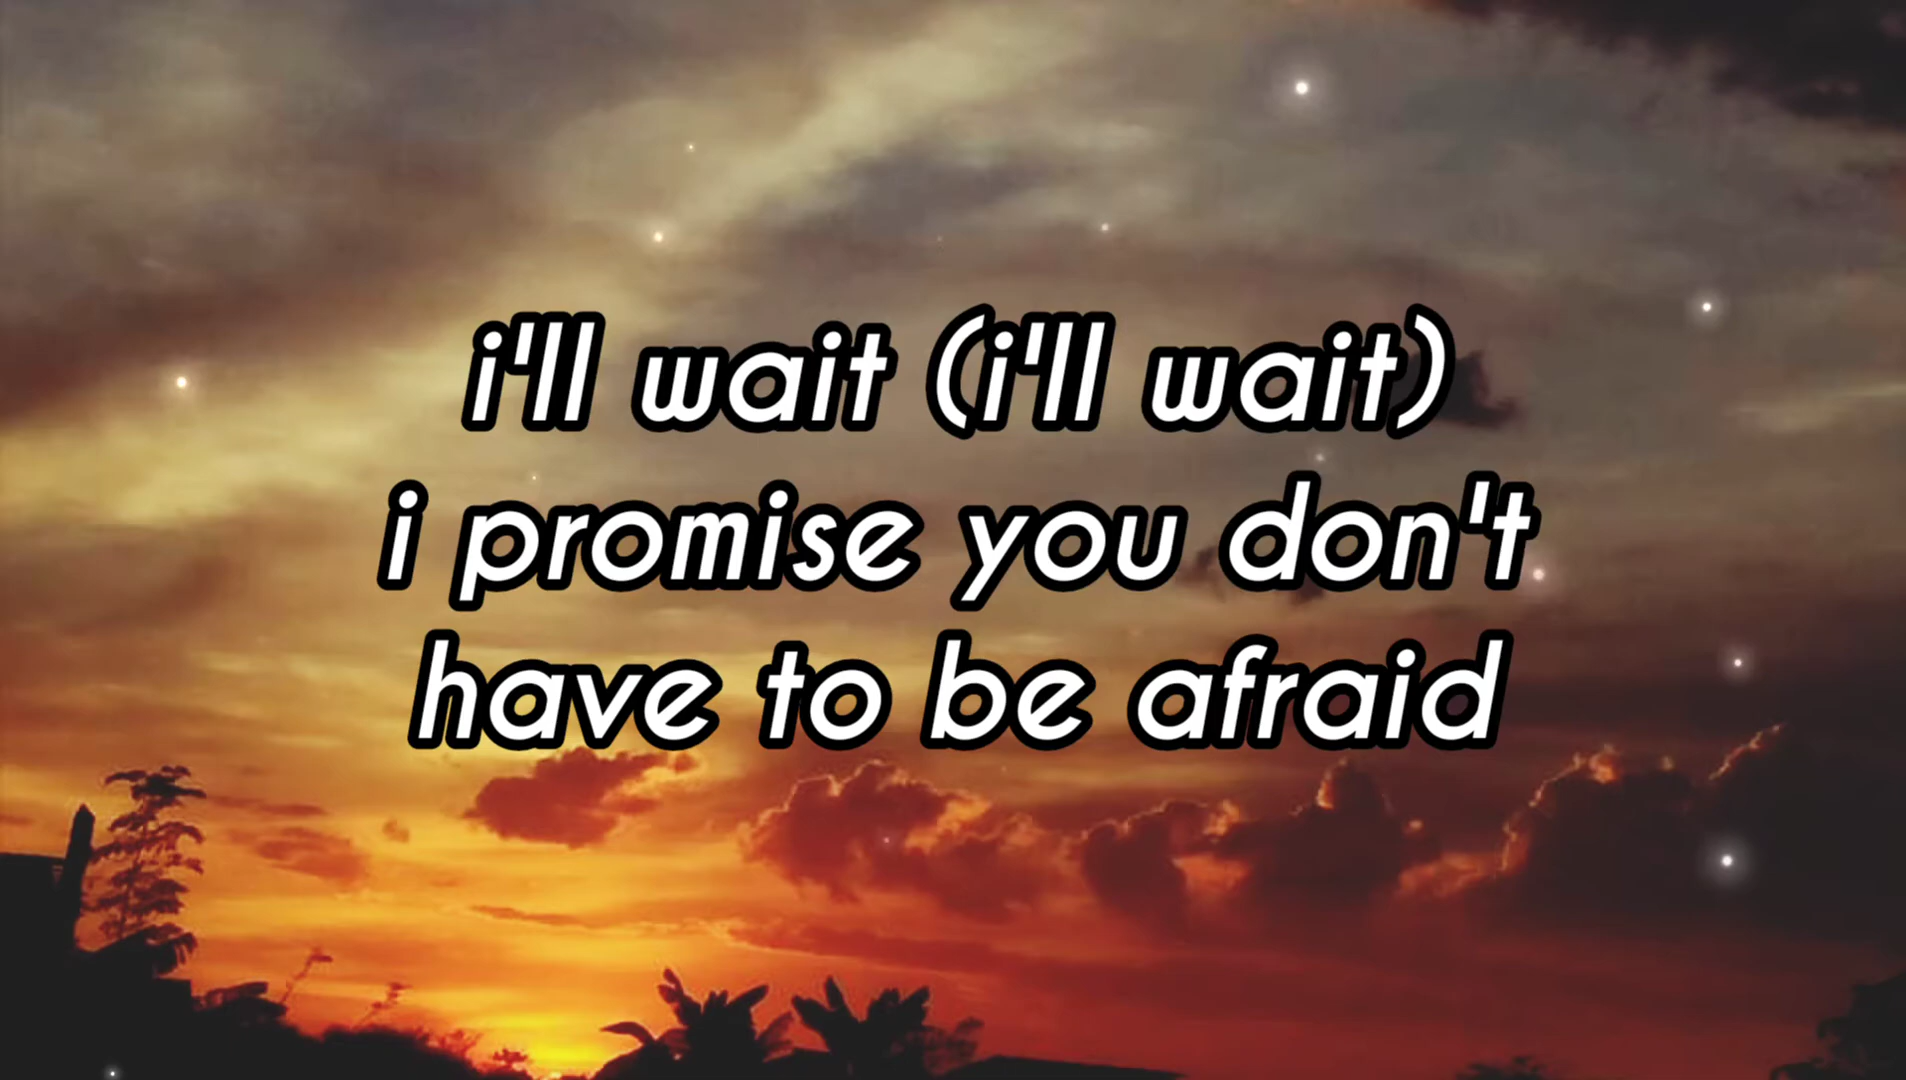 i'll wait (i'll wait)
i promise you don't
have to be afraid